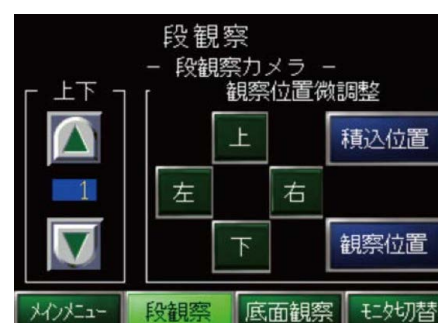 段観察
− 段観察カメラ −
上下
観察位置微調整
上
積込位置
1
左
右
下
観察位置
メインメニュー
段観察
底面観察
モニタ切替